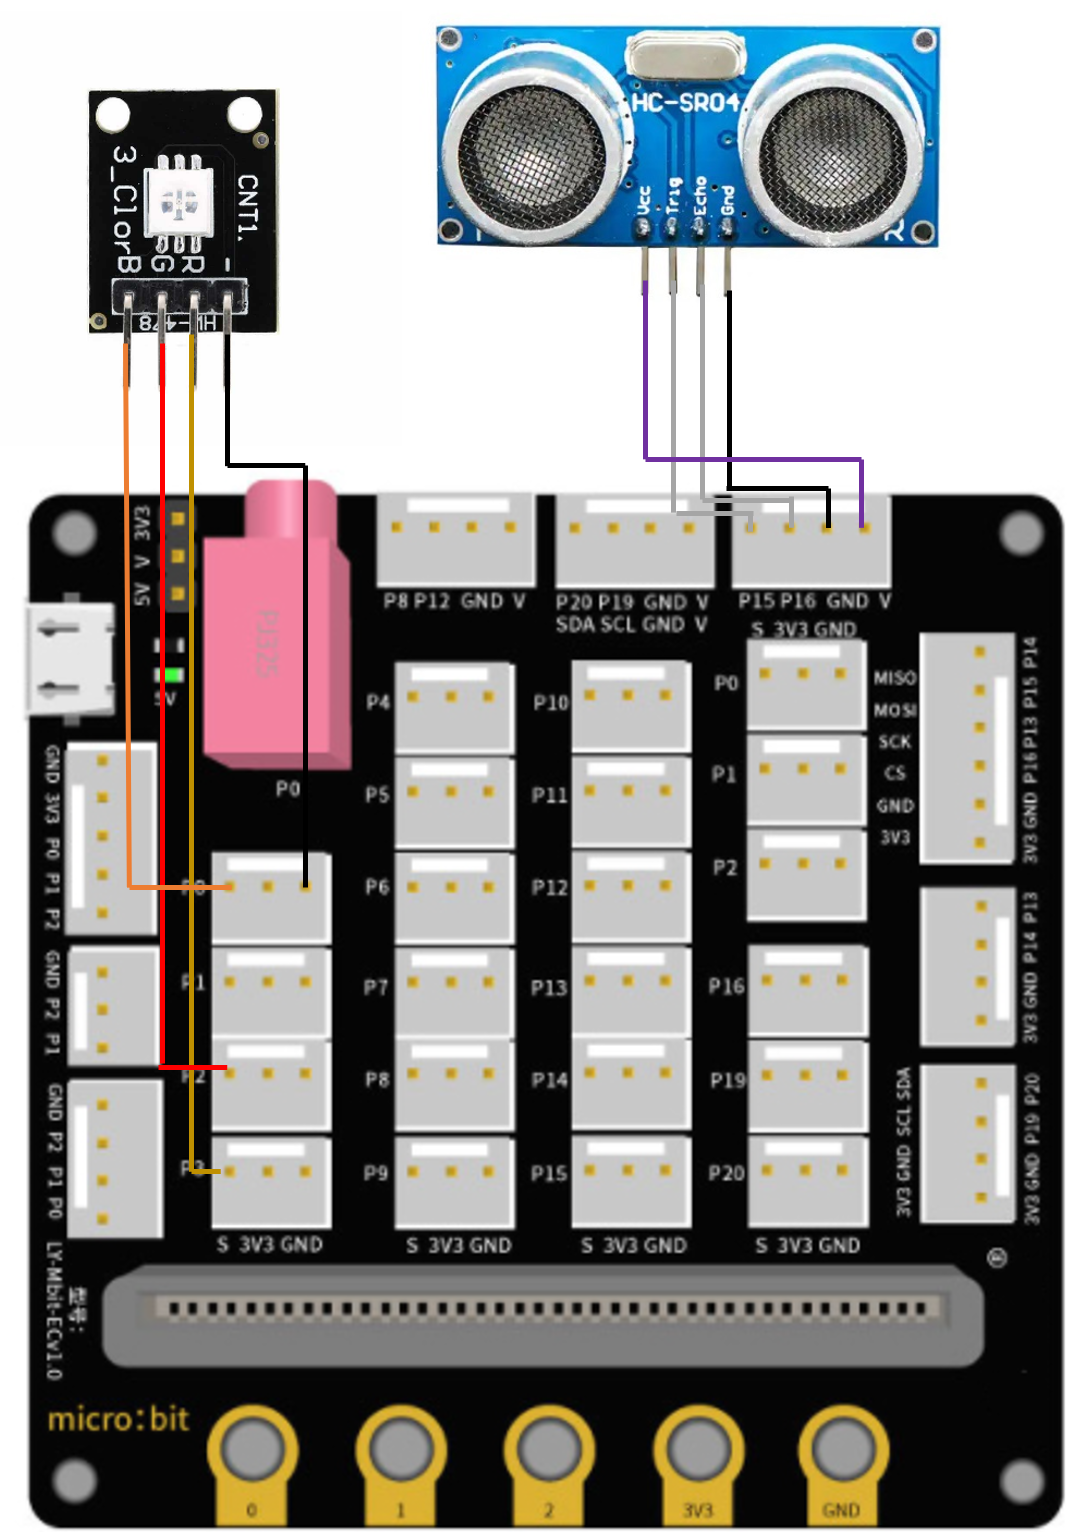 HC-SR04
Vcc Trig Echo Gnd
3_ClorB G R -
CNT1.
HW-478
3V3
V
5V
5V
PJ325
P0
P8 P12 GND V
P20 P19 GND V
SDA SCL GND V
P15 P16 GND V
S 3V3 GND
P0
P1
P2
P16
P19
P20
S 3V3 GND
P4
P5
P6
P7
P8
P9
S 3V3 GND
P10
P11
P12
P13
P14
P15
S 3V3 GND
P1
P2
P3
S 3V3 GND
GND 3V3 P0 P1 P2
GND P2 P1
GND P2 P1 P0
MISO
MOSI
SCK
CS
GND
3V3
3V3 GND P16 P13 P15 P14
3V3 GND P14 P13
3V3 GND SCL SDA
3V3 GND P19 P20
型号:
LY-Mbit-ECv1.0
®
micro:bit
0
1
2
3V3
GND